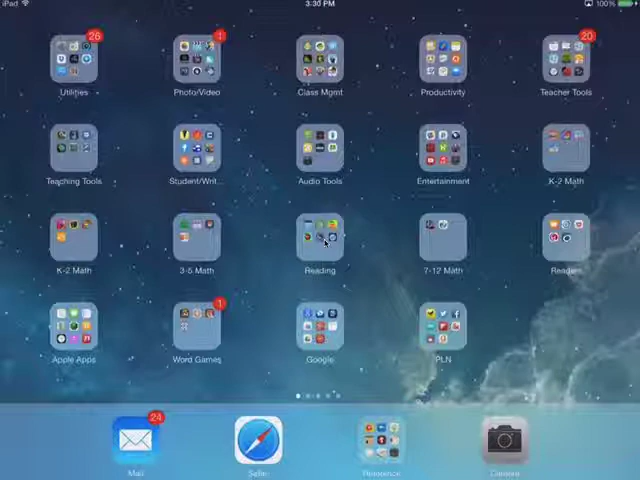 iPad 3:30 PM 100%
26 1 20
Utilities Photo/Video Class Mgmt Productivity Teacher Tools
Teaching Tools Student/Writ... Audio Tools Entertainment K-2 Math
K-2 Math 3-5 Math Reading 7-12 Math Reader
1
Apple Apps Word Games Google PLN
24
Mail Safari Reference Camera